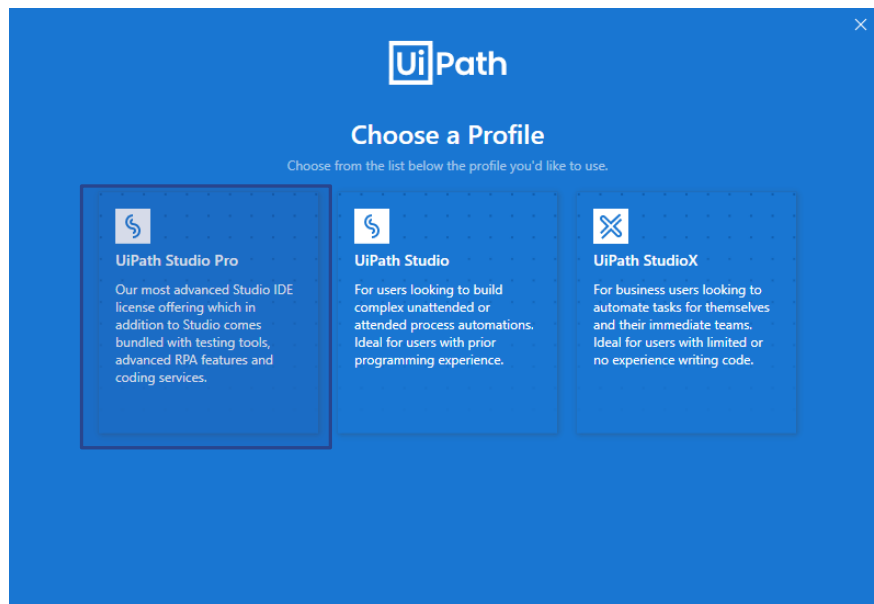 UiPath
Choose a Profile
Choose from the list below the profile you'd like to use.
UiPath Studio Pro
Our most advanced Studio IDE
license offering which in
addition to Studio comes
bundled with testing tools,
advanced RPA features and
coding services.
UiPath Studio
For users looking to build
complex unattended or
attended process automations.
Ideal for users with prior
programming experience.
UiPath StudioX
For business users looking to
automate tasks for themselves
and their immediate teams.
Ideal for users with limited or
no experience writing code.